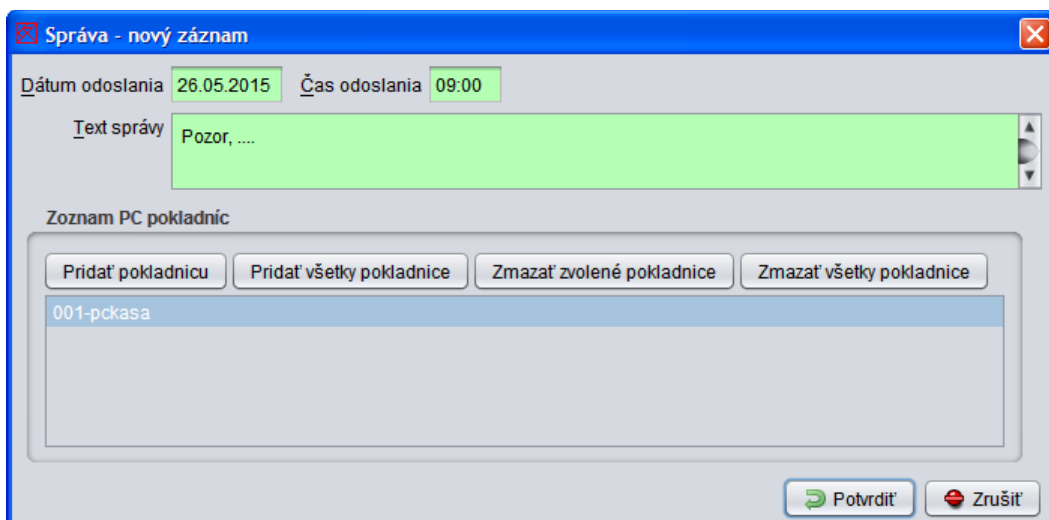 Správa - nový záznam
Dátum odoslania 26.05.2015 Čas odoslania 09:00
Text správy Pozor, ....
Zoznam PC pokladníc
Pridať pokladnicu Pridať všetky pokladnice Zmazať zvolené pokladnice Zmazať všetky pokladnice
001-pckasa
Potvrdiť Zrušiť